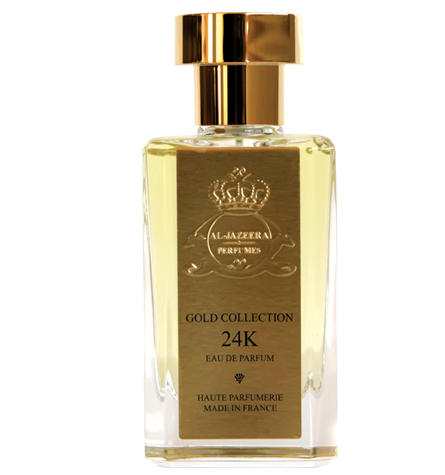 AL-JAZEERA
PERFUMES
GOLD COLLECTION
24K
EAU DE PARFUM
HAUTE PARFUMERIE
MADE IN FRANCE